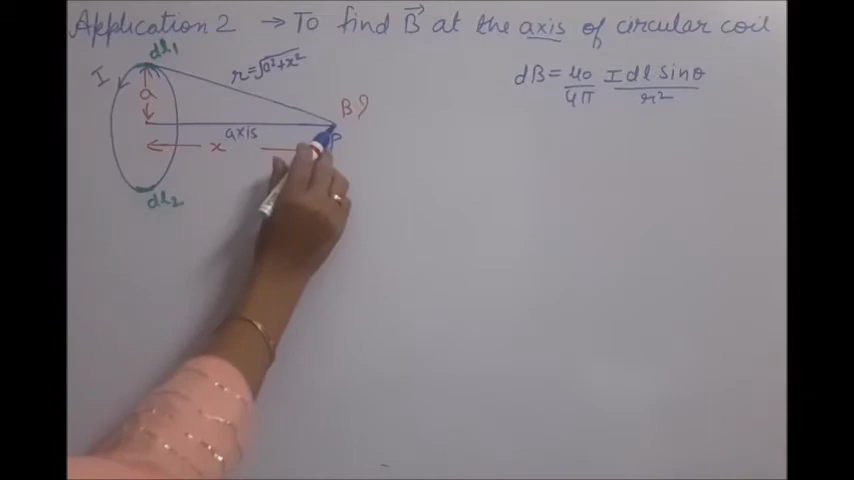 Application 2 → To find B⃗ at the axis of circular coil
dl1
I
a
r=√a²+x²
B?
axis
x
P
dl2
dB = μ0/4π I dl sinθ/r²